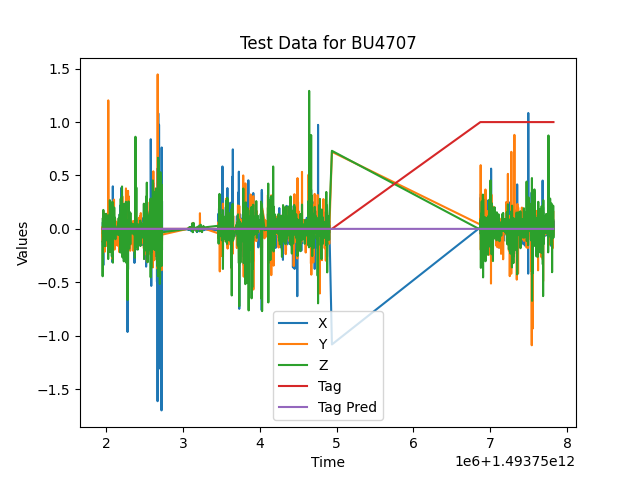 Test Data for BU4707
Values
1.5
1.0
0.5
0.0
−0.5
−1.0
−1.5
X
Y
Z
Tag
Tag Pred
2 3 4 5 6 7 8
Time
1e6+1.49375e12